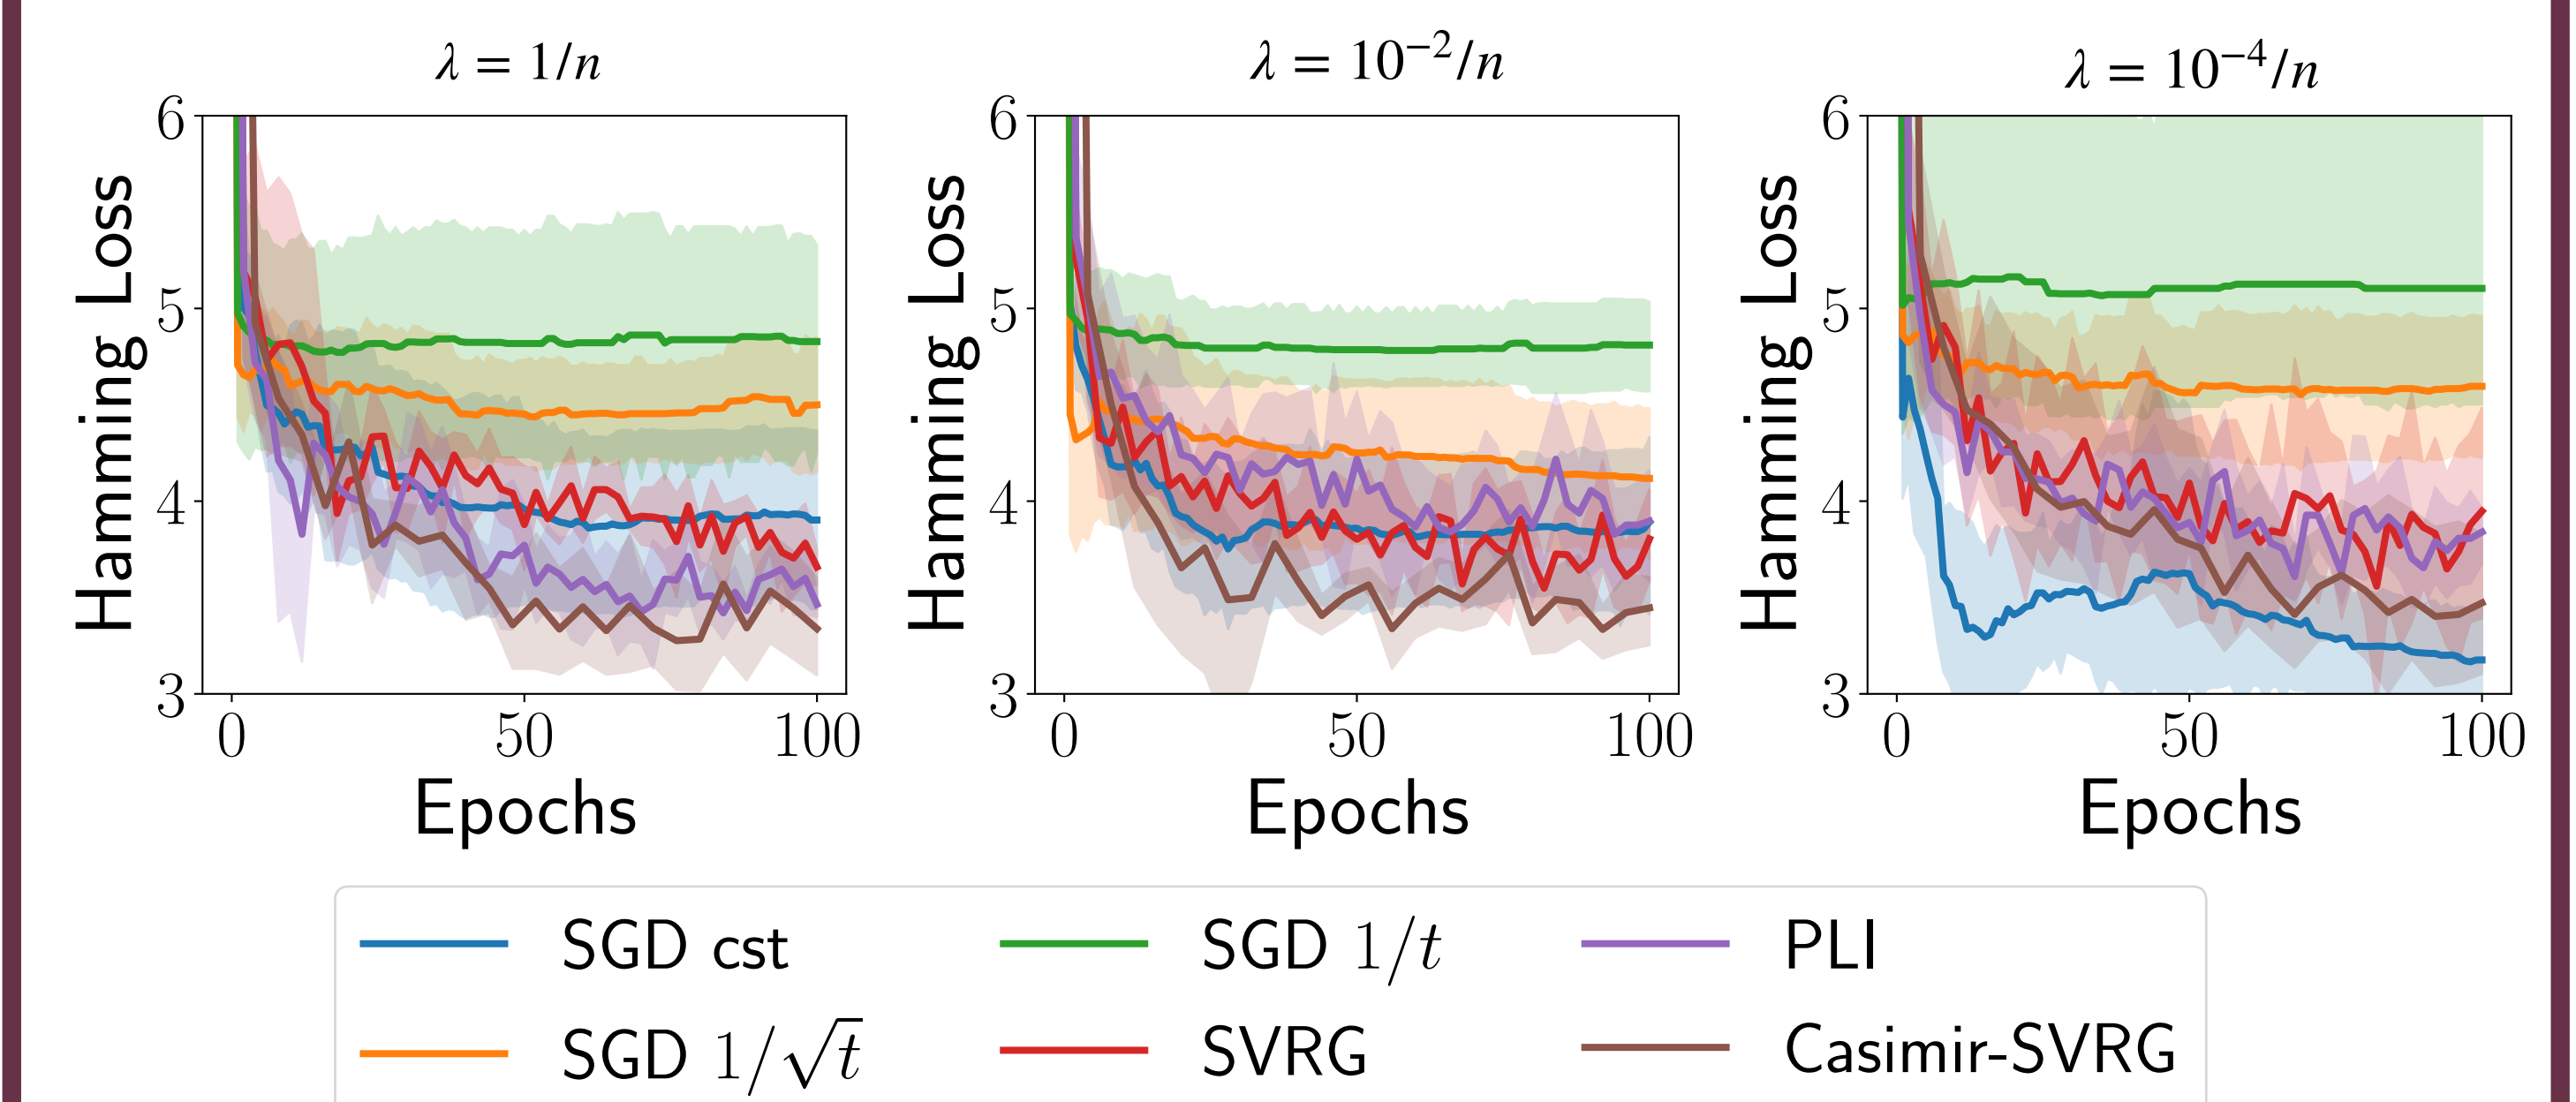 λ = 1/n
λ = 10⁻²/n
λ = 10⁻⁴/n
6
5
4
3
Hamming Loss
0 50 100
Epochs
6
5
4
3
Hamming Loss
0 50 100
Epochs
6
5
4
3
Hamming Loss
0 50 100
Epochs
SGD cst
SGD 1/t
PLI
SGD 1/√t
SVRG
Casimir-SVRG